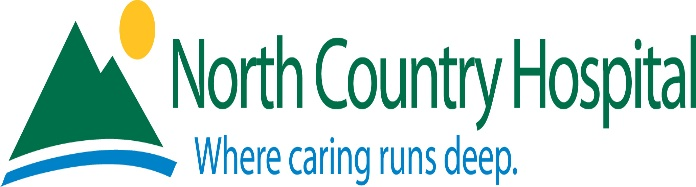 North Country Hospital
Where caring runs deep.